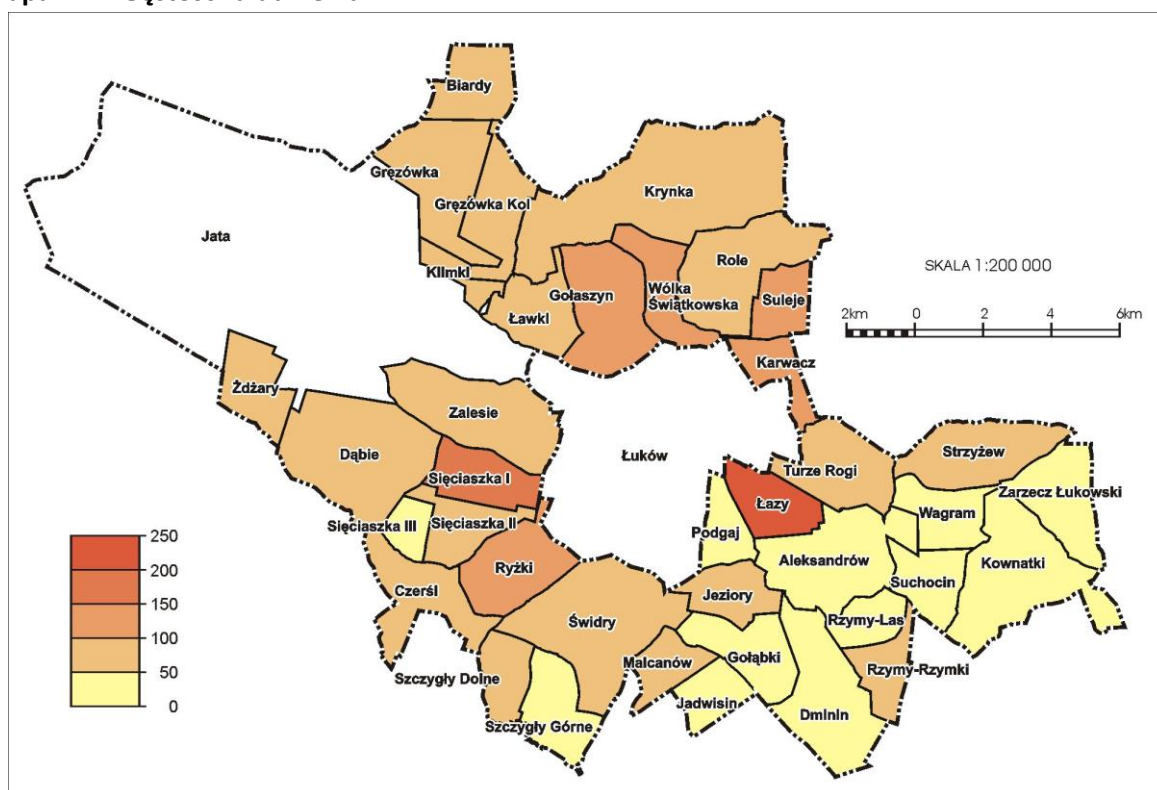 Biardy
Gręzówka
Krynka
Gręzówka Kol
Jata
Role
KlImkI
SKALA 1:200 000
Gołaszyn
Wólka
Świątkowska
Suleje
ŁawkI
2km
0
2
4
6km
Karwacz
Żdżary
Zalesie
Dąbie
Łuków
Strzyżew
Turze Rogi
Sięciaszka I
Łazy
Zarzecz Łukowski
Wagram
Sięciaszka III
Sięciaszka II
Podgaj
250
200
150
100
50
0
Aleksandrów
Kownatki
Ryżki
Suchocin
Czerśl
Jeziory
Rzymy-Las
Świdry
Gołąbki
Malcanów
Rzymy-Rzymki
Szczygły Dolne
Jadwisin
DmInIn
Szczygły Górne